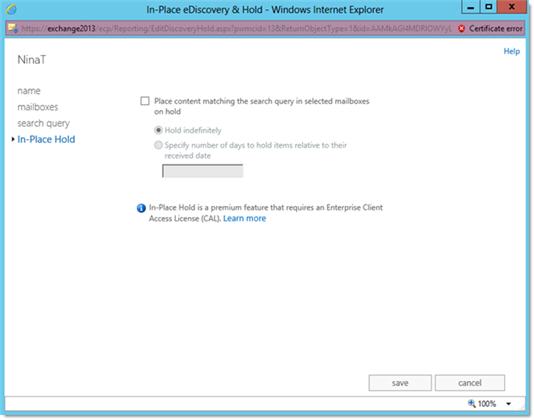 In-Place eDiscovery & Hold - Windows Internet Explorer
https://exchange2013/ecp/Reporting/EditDiscoveryHold.aspx?pwmcid=13&ReturnObjectType=1&id= Certificate error
Help
NinaT
name
mailboxes
search query
In-Place Hold
Place content matching the search query in selected mailboxes
on hold
Hold indefinitely
Specify number of days to hold items relative to their
received date
In-Place Hold is a premium feature that requires an Enterprise Client
Access License (CAL). Learn more
save
cancel
100%